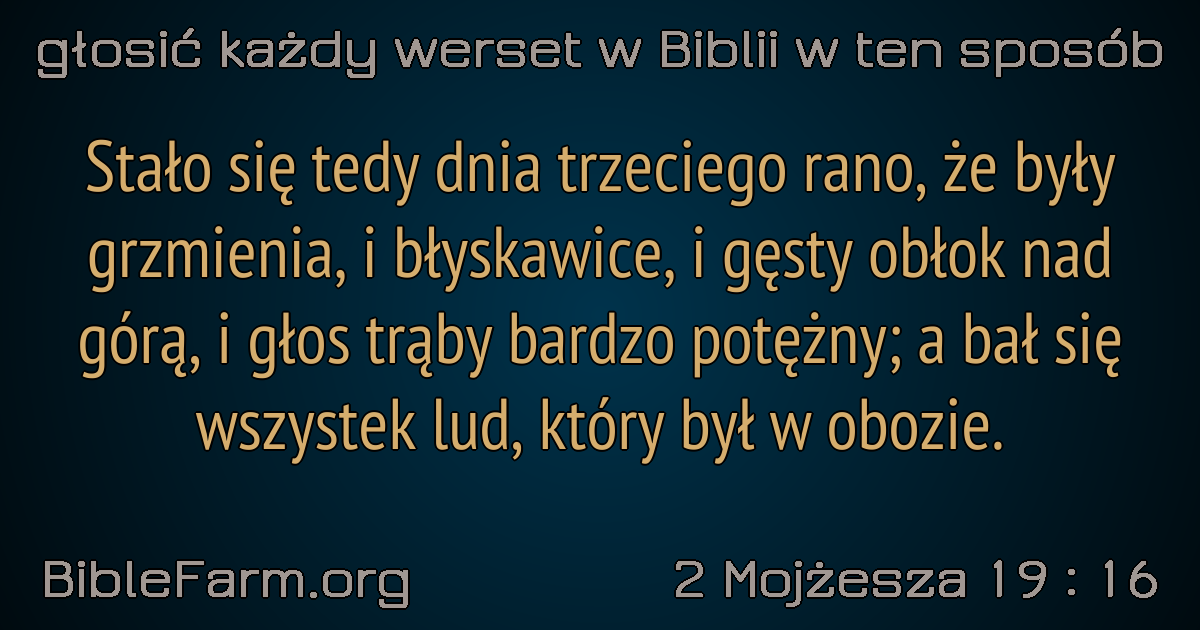 głosić każdy werset w Biblii w ten sposób
Stało się tedy dnia trzeciego rano, że były
grzmienia, i błyskawice, i gęsty obłok nad
górą, i głos trąby bardzo potężny; a bał się
wszystek lud, który był w obozie.
BibleFarm.org
2 Mojżesza 19 : 16